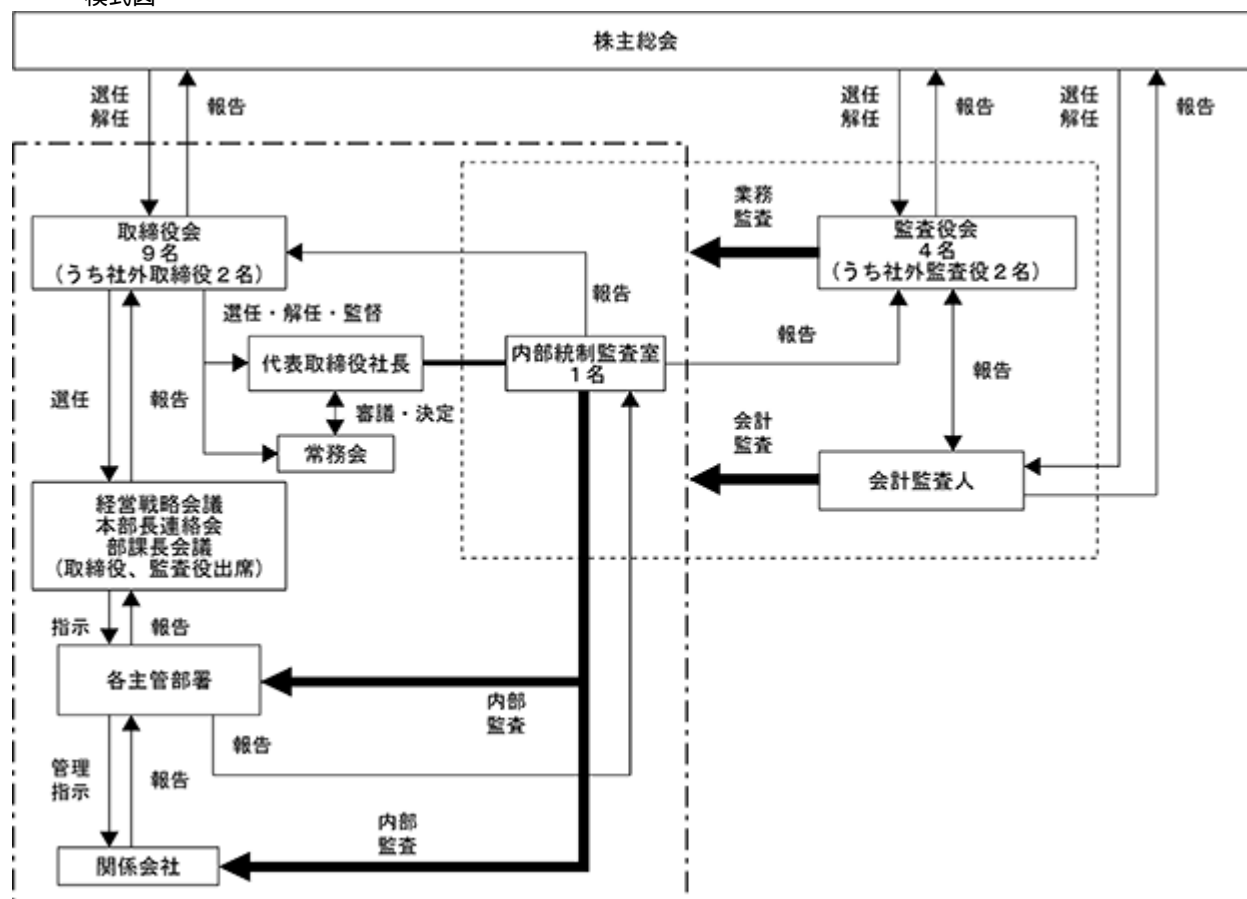 模式図
株主総会
選任
解任
報告
選任
解任
報告
選任
解任
報告
取締役会
9名
(うち社外取締役2名)
業務
監査
監査役会
4名
(うち社外監査役2名)
報告
選任・解任・監督
代表取締役社長
内部統制監査室
1名
報告
報告
選任
報告
審議・決定
常務会
会計
監査
会計監査人
経営戦略会議
本部長連絡会
部課長会議
(取締役、監査役出席)
指示
報告
各主管部署
内部
監査
報告
管理
指示
報告
内部
監査
関係会社